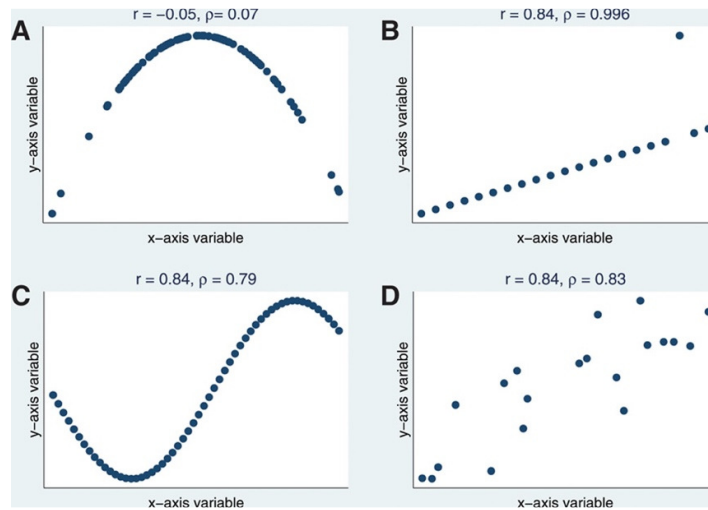 A
r = −0.05, ρ= 0.07
y−axis variable
x−axis variable
B
r = 0.84, ρ = 0.996
y−axis variable
x−axis variable
C
r = 0.84, ρ = 0.79
y−axis variable
x−axis variable
D
r = 0.84, ρ = 0.83
y−axis variable
x−axis variable